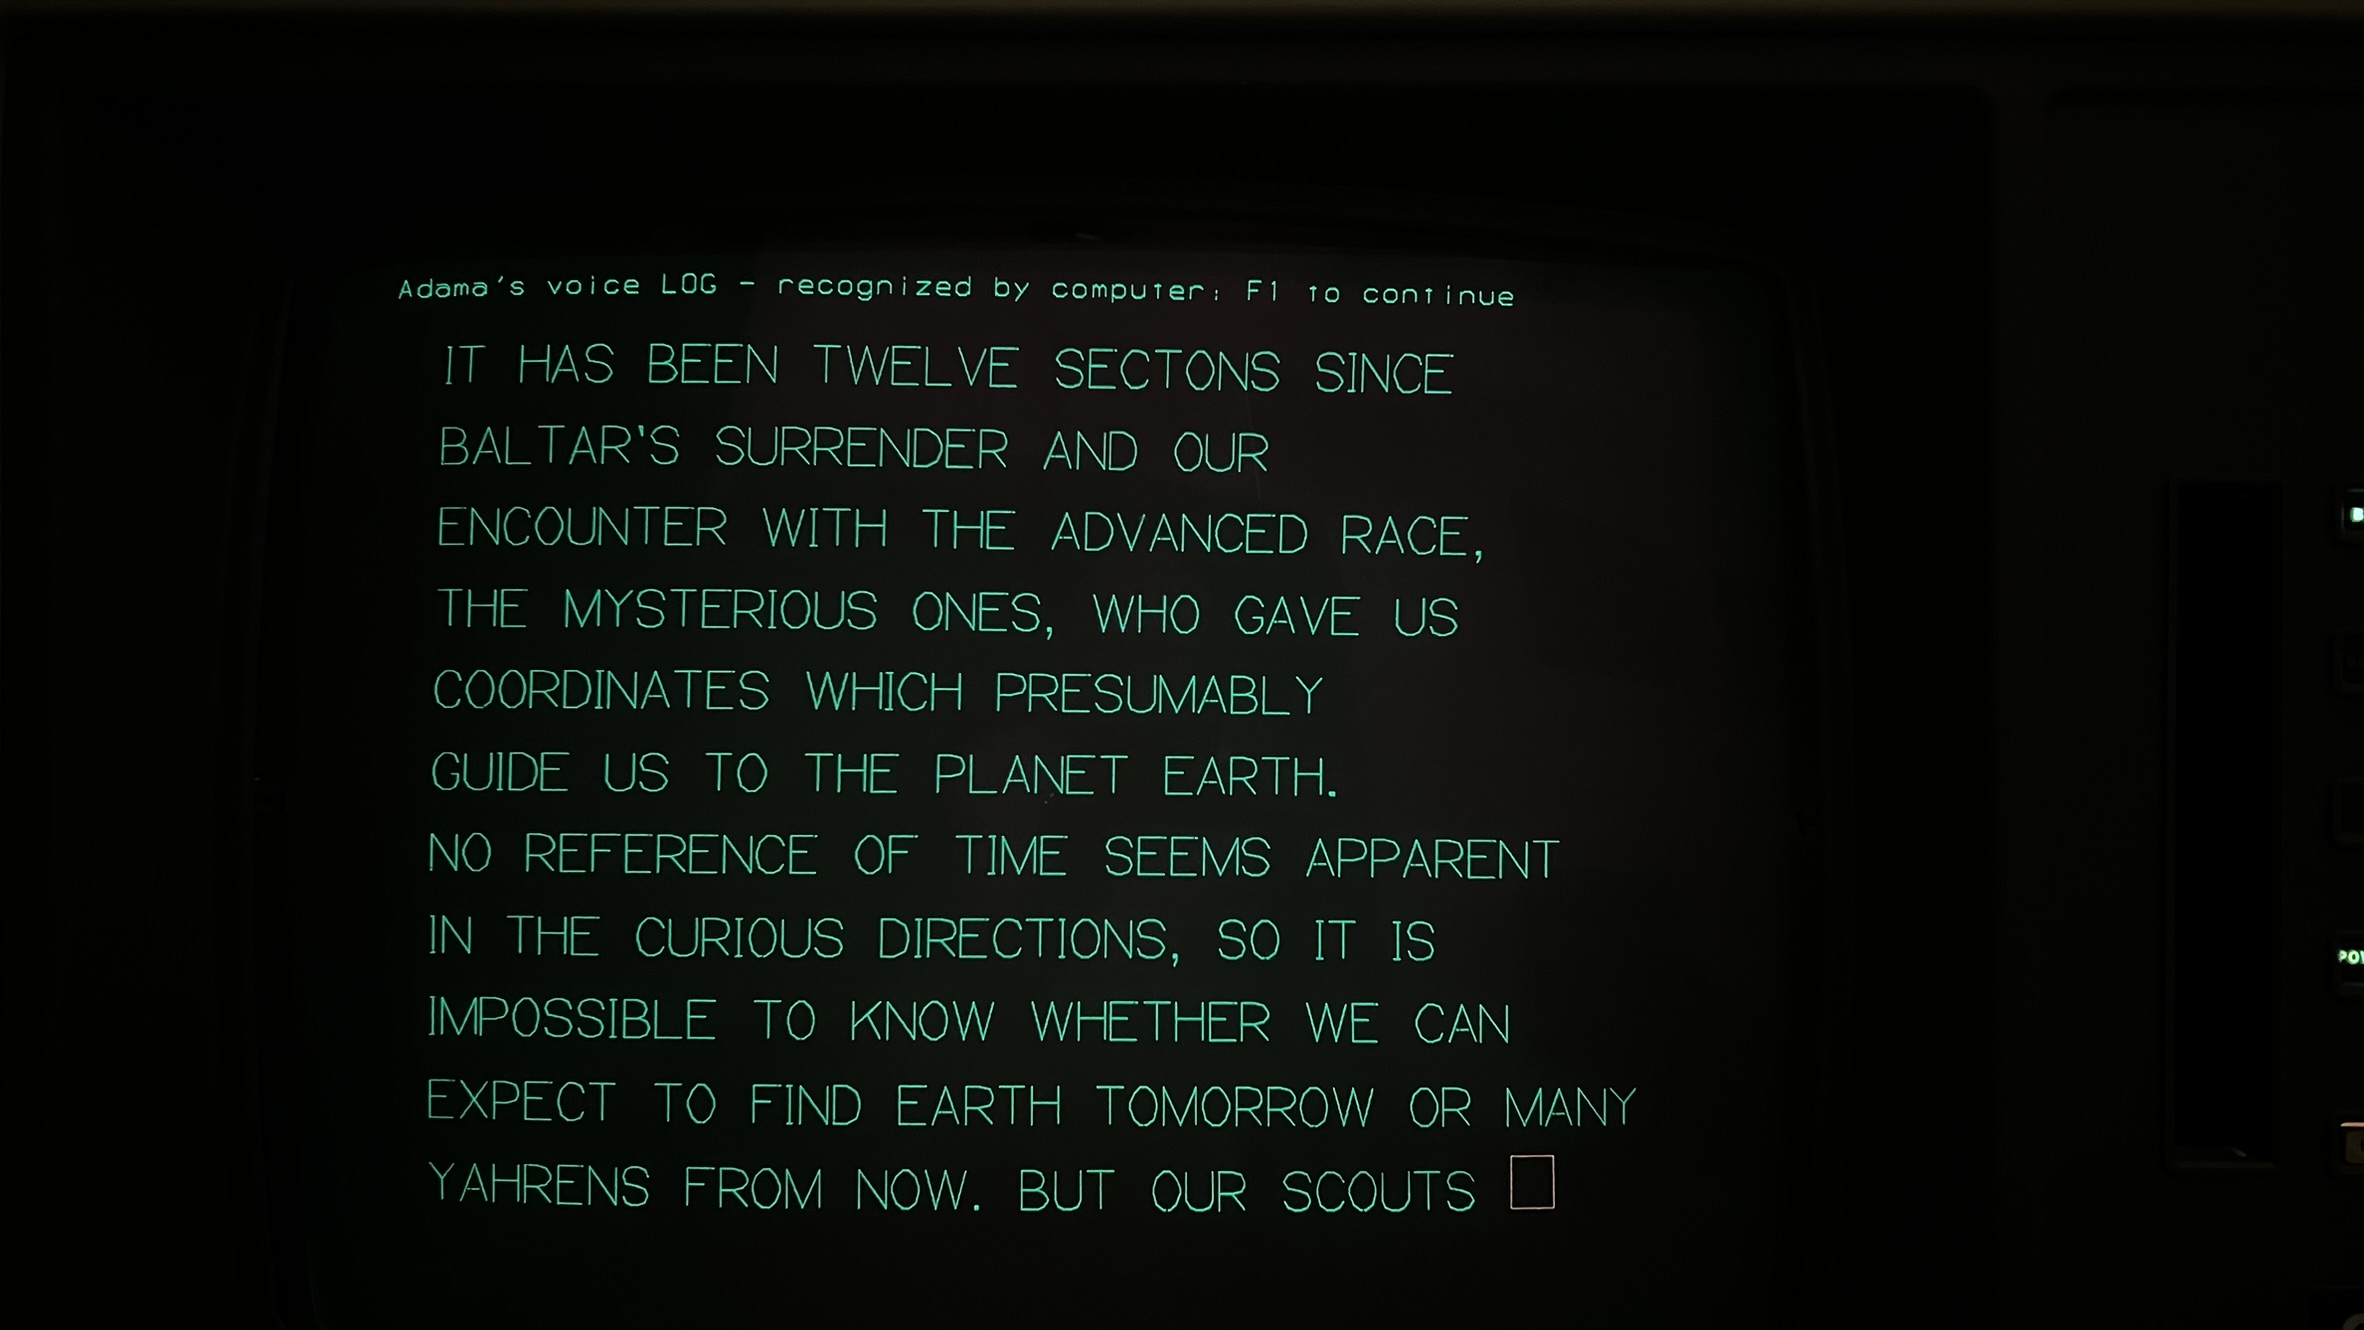 Adama's voice LOG - recognized by computer; F1 to continue
IT HAS BEEN TWELVE SECTONS SINCE
BALTAR'S SURRENDER AND OUR
ENCOUNTER WITH THE ADVANCED RACE,
THE MYSTERIOUS ONES, WHO GAVE US
COORDINATES WHICH PRESUMABLY
GUIDE US TO THE PLANET EARTH.
NO REFERENCE OF TIME SEEMS APPARENT
IN THE CURIOUS DIRECTIONS, SO IT IS
IMPOSSIBLE TO KNOW WHETHER WE CAN
EXPECT TO FIND EARTH TOMORROW OR MANY
YAHRENS FROM NOW. BUT OUR SCOUTS